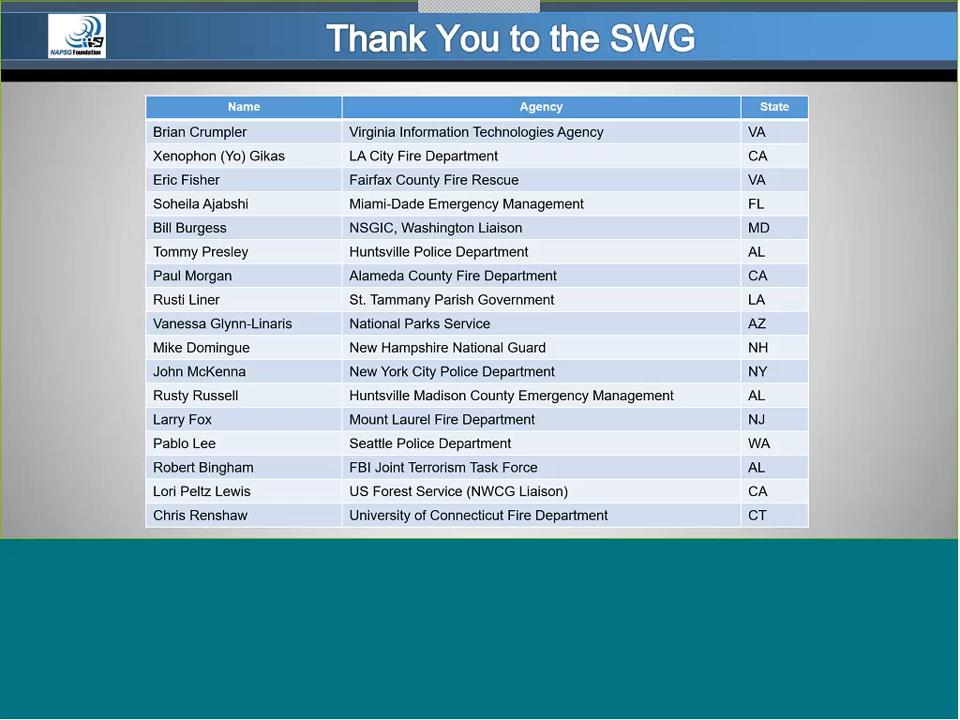 Thank You to the SWG
NAPSG Foundation
Name Agency State
Brian Crumpler Virginia Information Technologies Agency VA
Xenophon (Yo) Gikas LA City Fire Department CA
Eric Fisher Fairfax County Fire Rescue VA
Soheila Ajabshi Miami-Dade Emergency Management FL
Bill Burgess NSGIC, Washington Liaison MD
Tommy Presley Huntsville Police Department AL
Paul Morgan Alameda County Fire Department CA
Rusti Liner St. Tammany Parish Government LA
Vanessa Glynn-Linaris National Parks Service AZ
Mike Domingue New Hampshire National Guard NH
John McKenna New York City Police Department NY
Rusty Russell Huntsville Madison County Emergency Management AL
Larry Fox Mount Laurel Fire Department NJ
Pablo Lee Seattle Police Department WA
Robert Bingham FBI Joint Terrorism Task Force AL
Lori Peltz Lewis US Forest Service (NWCG Liaison) CA
Chris Renshaw University of Connecticut Fire Department CT